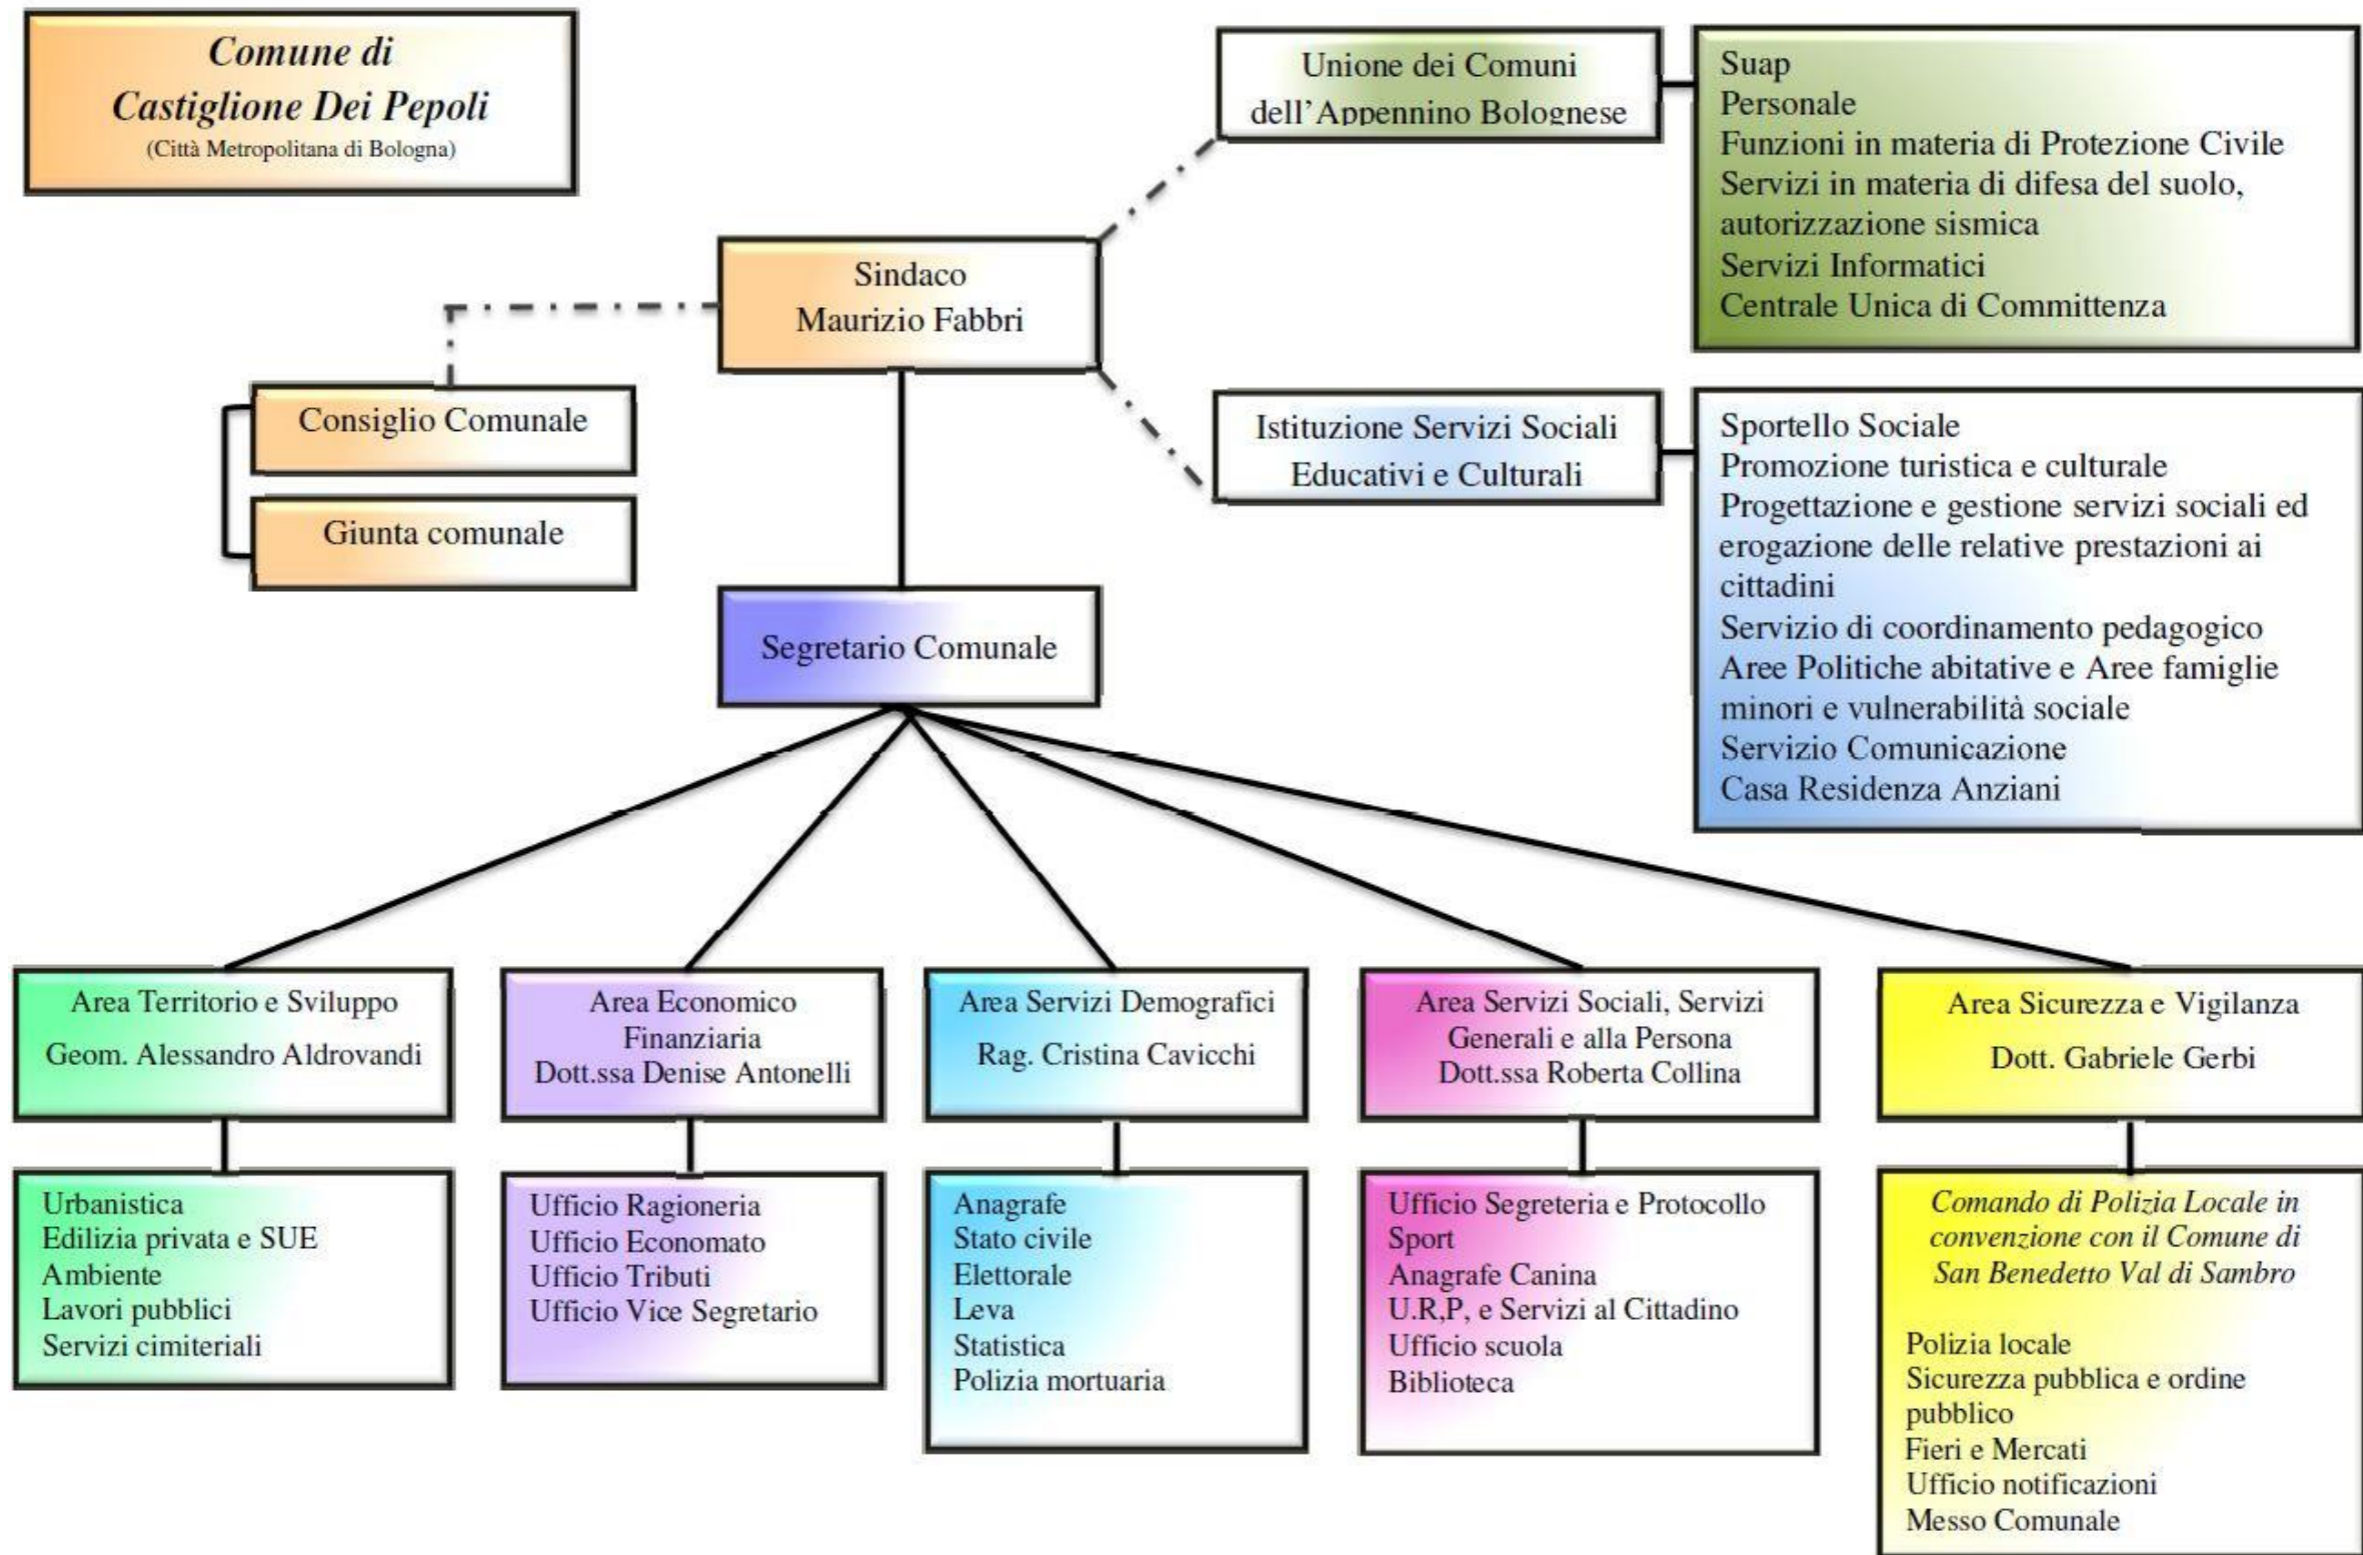 Comune di
Castiglione Dei Pepoli
(Città Metropolitana di Bologna)
Unione dei Comuni
dell'Appennino Bolognese
Suap
Personale
Funzioni in materia di Protezione Civile
Servizi in materia di difesa del suolo,
autorizzazione sismica
Servizi Informatici
Centrale Unica di Committenza
Sindaco
Maurizio Fabbri
Consiglio Comunale
Giunta comunale
Istituzione Servizi Sociali
Educativi e Culturali
Sportello Sociale
Promozione turistica e culturale
Progettazione e gestione servizi sociali ed
erogazione delle relative prestazioni ai
cittadini
Servizio di coordinamento pedagogico
Aree Politiche abitative e Aree famiglie
minori e vulnerabilità sociale
Servizio Comunicazione
Casa Residenza Anziani
Segretario Comunale
Area Territorio e Sviluppo
Geom. Alessandro Aldrovandi
Urbanistica
Edilizia privata e SUE
Ambiente
Lavori pubblici
Servizi cimiteriali
Area Economico
Finanziaria
Dott.ssa Denise Antonelli
Ufficio Ragioneria
Ufficio Economato
Ufficio Tributi
Ufficio Vice Segretario
Area Servizi Demografici
Rag. Cristina Cavicchi
Anagrafe
Stato civile
Elettorale
Leva
Statistica
Polizia mortuaria
Area Servizi Sociali, Servizi
Generali e alla Persona
Dott.ssa Roberta Collina
Ufficio Segreteria e Protocollo
Sport
Anagrafe Canina
U.R,P, e Servizi al Cittadino
Ufficio scuola
Biblioteca
Area Sicurezza e Vigilanza
Dott. Gabriele Gerbi
Comando di Polizia Locale in
convenzione con il Comune di
San Benedetto Val di Sambro
Polizia locale
Sicurezza pubblica e ordine
pubblico
Fieri e Mercati
Ufficio notificazioni
Messo Comunale